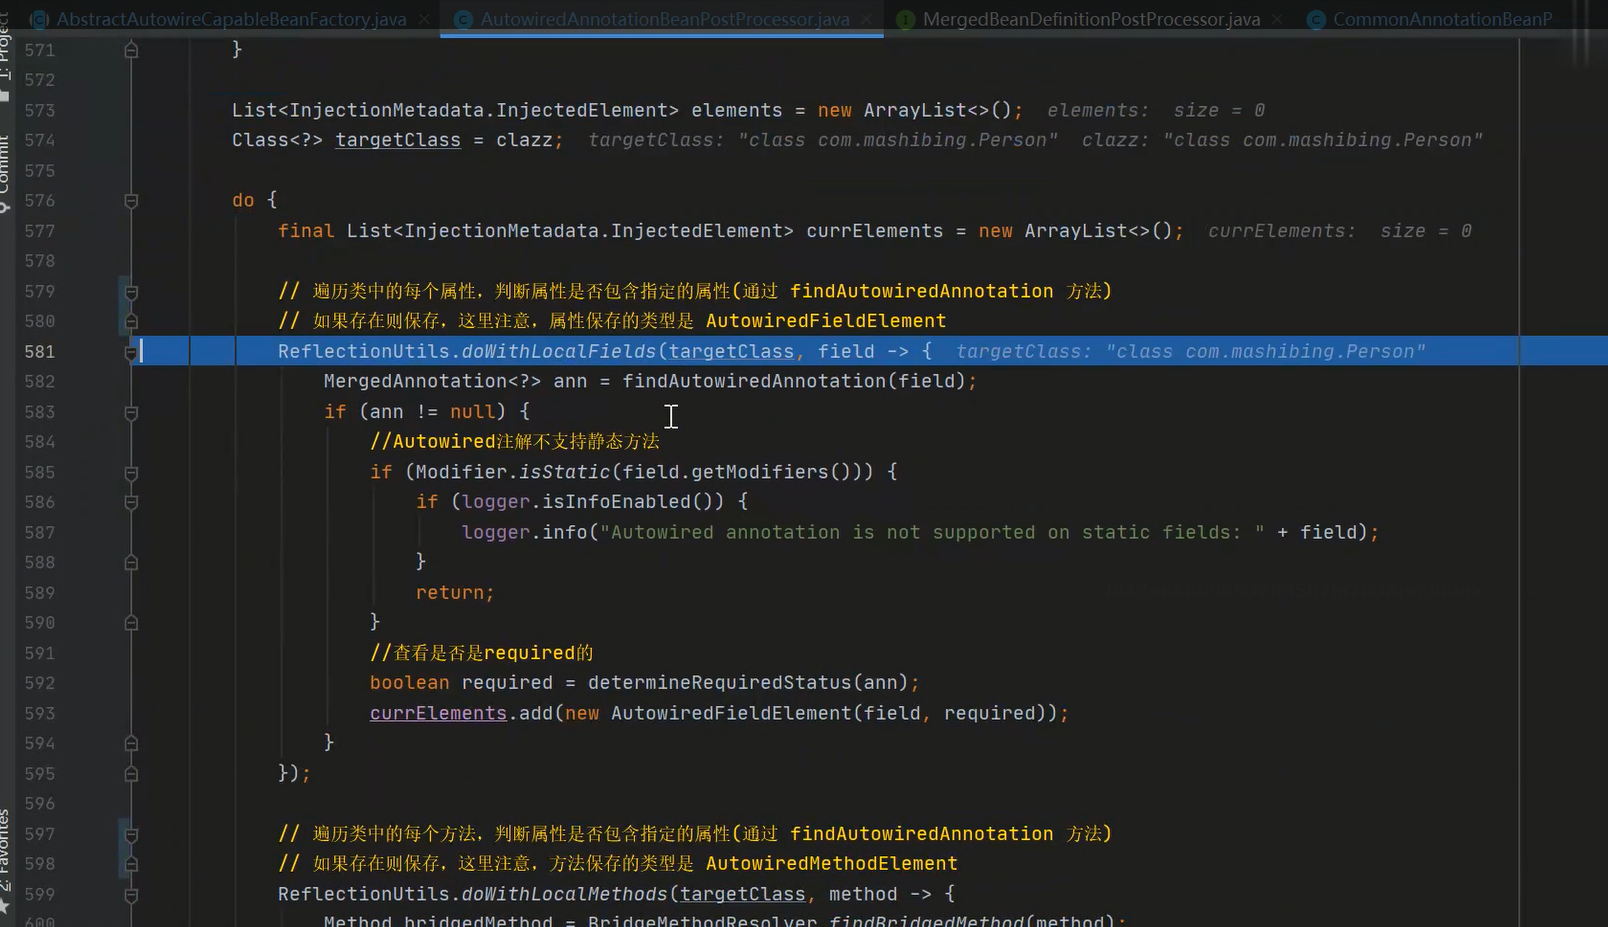 AbstractAutowireCapableBeanFactory.java AutowiredAnnotationBeanPostProcessor.java MergedBeanDefinitionPostProcessor.java CommonAnnotationBeanP
571 }
572
573 List<InjectionMetadata.InjectedElement> elements = new ArrayList<>(); elements: size = 0
574 Class<?> targetClass = clazz; targetClass: "class com.mashibing.Person" clazz: "class com.mashibing.Person"
575
576 do {
577 final List<InjectionMetadata.InjectedElement> currElements = new ArrayList<>(); currElements: size = 0
578
579 // 遍历类中的每个属性，判断属性是否包含指定的属性(通过 findAutowiredAnnotation 方法)
580 // 如果存在则保存，这里注意，属性保存的类型是 AutowiredFieldElement
581 ReflectionUtils.doWithLocalFields(targetClass, field -> { targetClass: "class com.mashibing.Person"
582 MergedAnnotation<?> ann = findAutowiredAnnotation(field);
583 if (ann != null) {
584 //Autowired注解不支持静态方法
585 if (Modifier.isStatic(field.getModifiers())) {
586 if (logger.isInfoEnabled()) {
587 logger.info("Autowired annotation is not supported on static fields: " + field);
588 }
589 return;
590 }
591 //查看是否是required的
592 boolean required = determineRequiredStatus(ann);
593 currElements.add(new AutowiredFieldElement(field, required));
594 }
595 });
596
597 // 遍历类中的每个方法，判断属性是否包含指定的属性(通过 findAutowiredAnnotation 方法)
598 // 如果存在则保存，这里注意，方法保存的类型是 AutowiredMethodElement
599 ReflectionUtils.doWithLocalMethods(targetClass, method -> {
600 Method bridgedMethod = BridgeMethodResolver.findBridgedMethod(method);
1: Project
Commit
2: Favorites